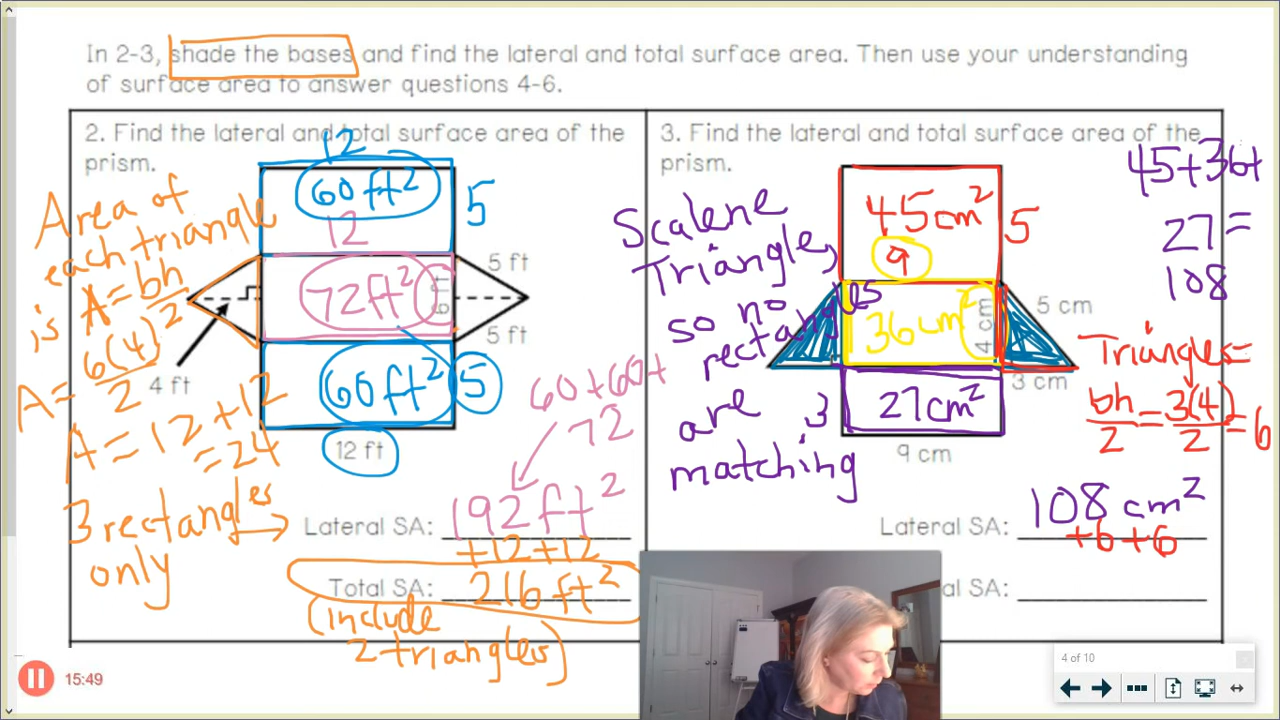 In 2-3, shade the bases and find the lateral and total surface area. Then use your understanding
of surface area to answer questions 4-6.
2. Find the lateral and total surface area of the
prism.
12
60 ft²
5
12
72 ft²
6 ft
5 ft
5 ft
4 ft
60 ft²
5
12 ft
Area of
each triangle
is A = bh/2
A = 6(4)/2
A = 12 + 12
= 24
3 rectangles
only
60+60+
72
Lateral SA: 192 ft²
+12+12
Total SA: 216 ft²
(include
2 triangles)
3. Find the lateral and total surface area of the
prism.
Scalene
Triangles,
so no
rectangles
are
matching
45 cm²
5
9
36 cm²
4 cm
5 cm
3 cm
3
27 cm²
9 cm
45+36+
27=
108
Triangles=
bh/2 = 3(4)/2 = 6
Lateral SA: 108 cm²
+6+6
al SA:
15:49
4 of 10